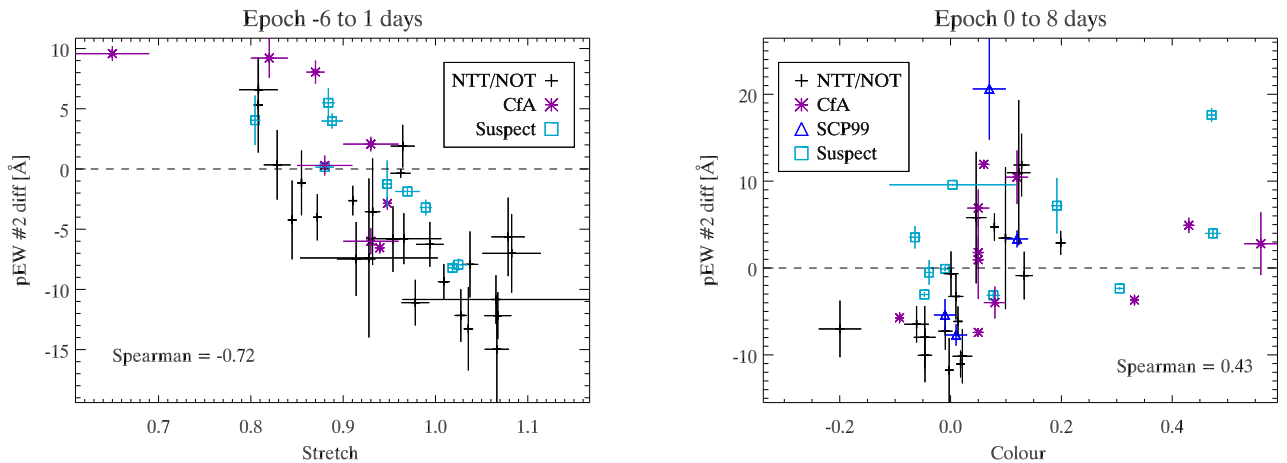 Epoch -6 to 1 days
10
5
0
-5
-10
-15
pEW #2 diff [Å]
NTT/NOT
CfA
Suspect
Spearman = -0.72
0.7 0.8 0.9 1.0 1.1
Stretch
Epoch 0 to 8 days
20
10
0
-10
pEW #2 diff [Å]
NTT/NOT
CfA
SCP99
Suspect
Spearman = 0.43
-0.2 0.0 0.2 0.4
Colour